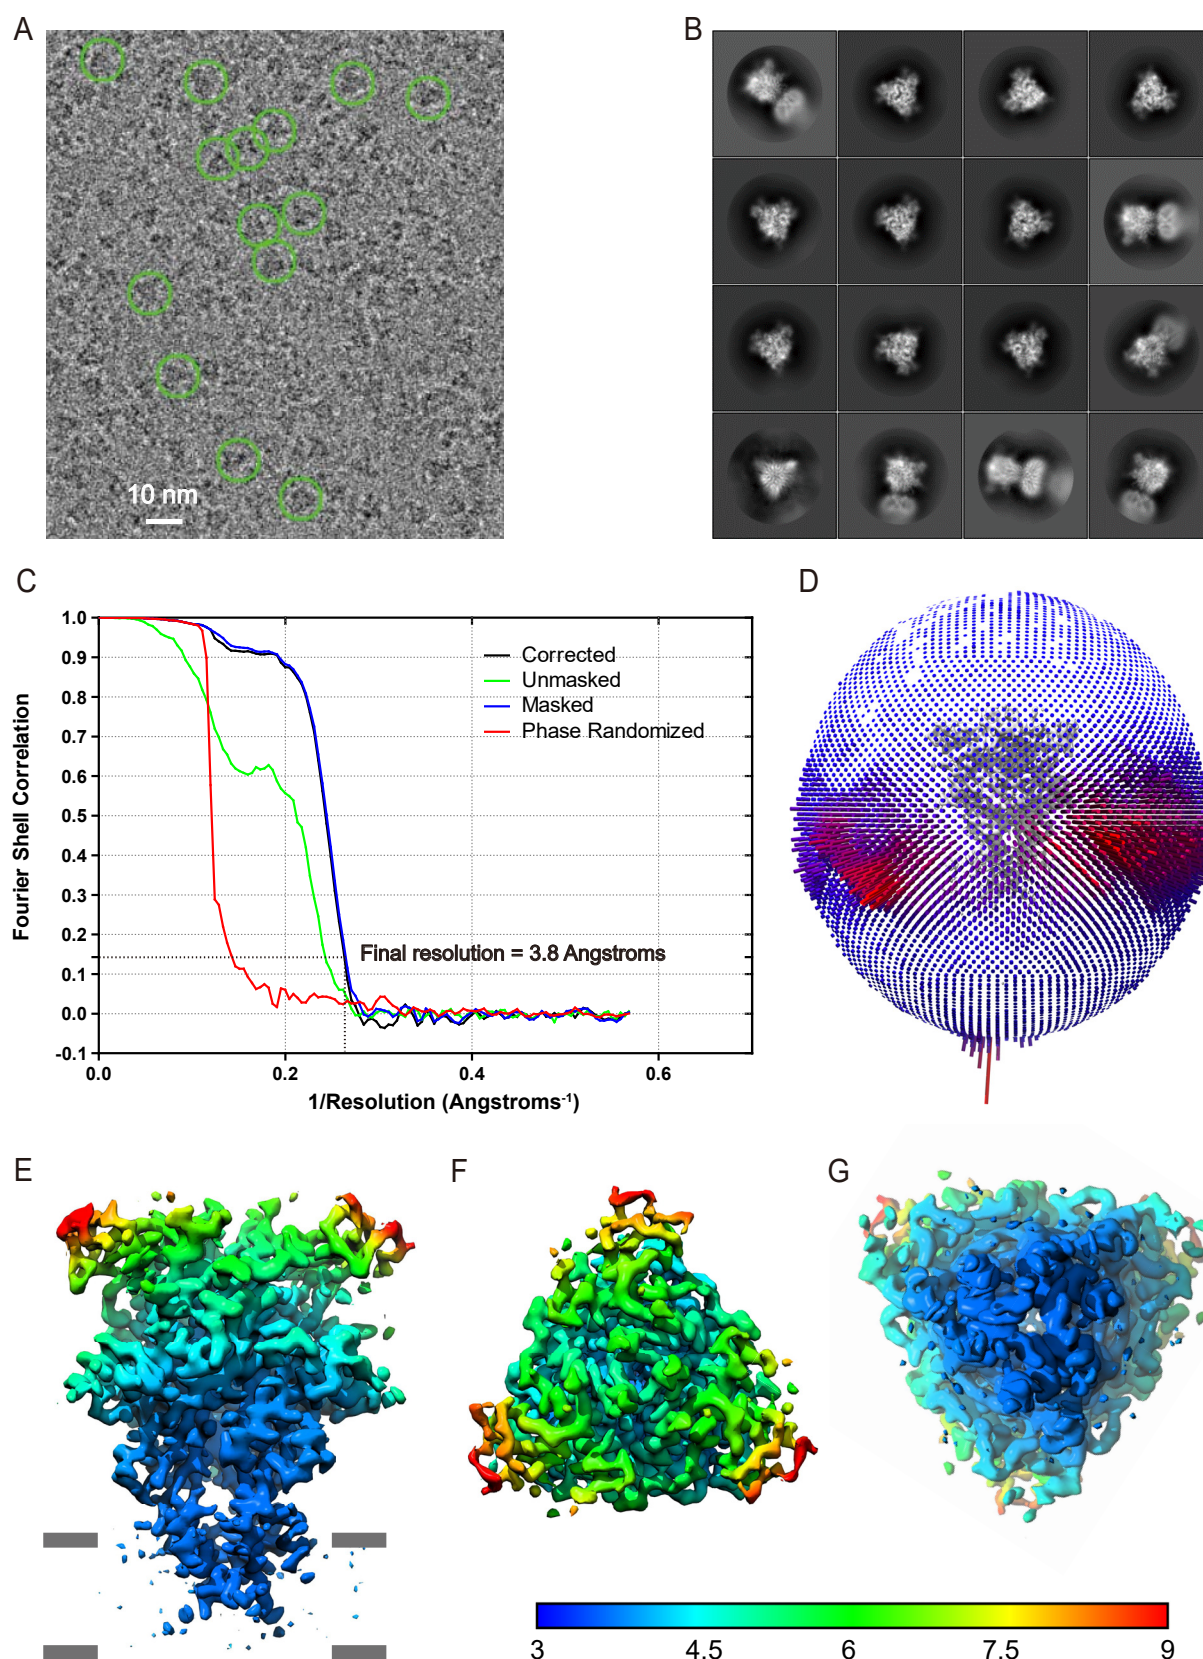 A
B
10 nm
C
D
1.0
0.9
0.8
0.7
0.6
0.5
0.4
0.3
0.2
0.1
0.0
-0.1
Fourier Shell Correlation
Corrected
Unmasked
Masked
Phase Randomized
Final resolution = 3.8 Angstroms
0.0
0.2
0.4
0.6
1/Resolution (Angstroms⁻¹)
E
F
G
3
4.5
6
7.5
9